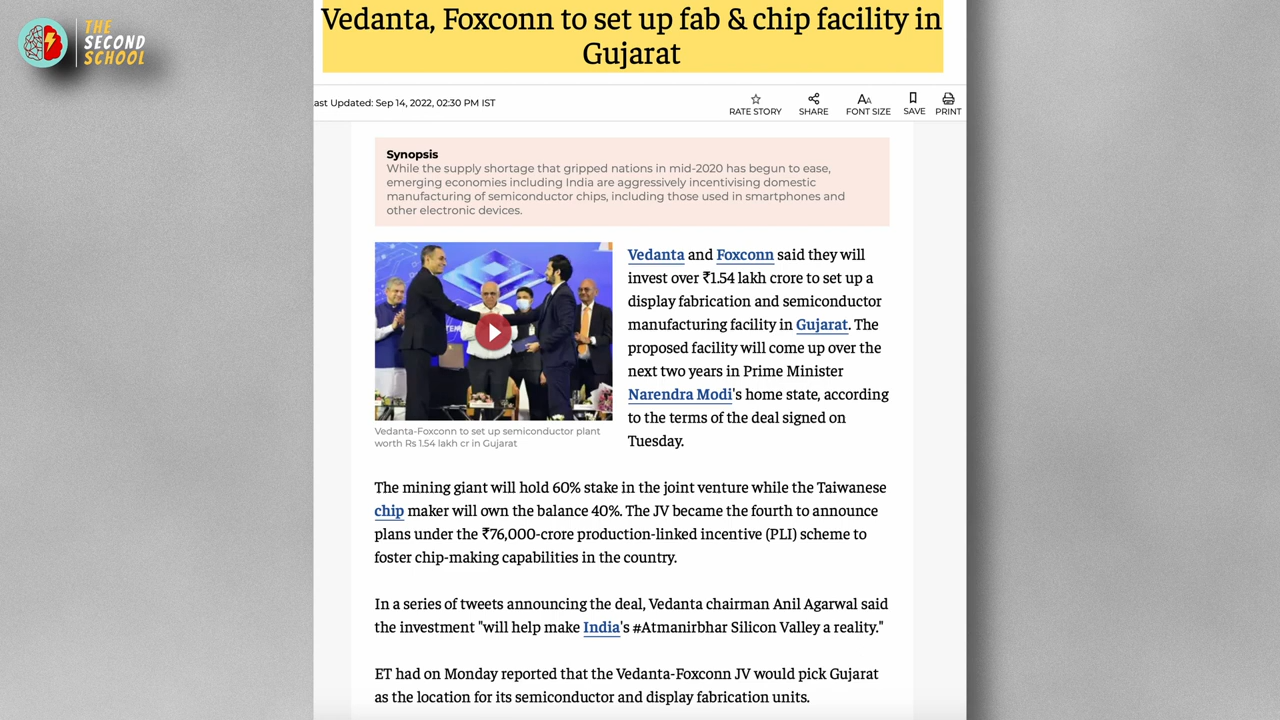 THE
SECOND
SCHOOL
Vedanta, Foxconn to set up fab & chip facility in
Gujarat
ast Updated: Sep 14, 2022, 02:30 PM IST
RATE STORY
SHARE
FONT SIZE
SAVE
PRINT
Synopsis
While the supply shortage that gripped nations in mid-2020 has begun to ease,
emerging economies including India are aggressively incentivising domestic
manufacturing of semiconductor chips, including those used in smartphones and
other electronic devices.
Vedanta and Foxconn said they will
invest over ₹1.54 lakh crore to set up a
display fabrication and semiconductor
manufacturing facility in Gujarat. The
proposed facility will come up over the
next two years in Prime Minister
Narendra Modi's home state, according
to the terms of the deal signed on
Tuesday.
Vedanta-Foxconn to set up semiconductor plant
worth Rs 1.54 lakh cr in Gujarat
The mining giant will hold 60% stake in the joint venture while the Taiwanese
chip maker will own the balance 40%. The JV became the fourth to announce
plans under the ₹76,000-crore production-linked incentive (PLI) scheme to
foster chip-making capabilities in the country.
In a series of tweets announcing the deal, Vedanta chairman Anil Agarwal said
the investment "will help make India's #Atmanirbhar Silicon Valley a reality."
ET had on Monday reported that the Vedanta-Foxconn JV would pick Gujarat
as the location for its semiconductor and display fabrication units.